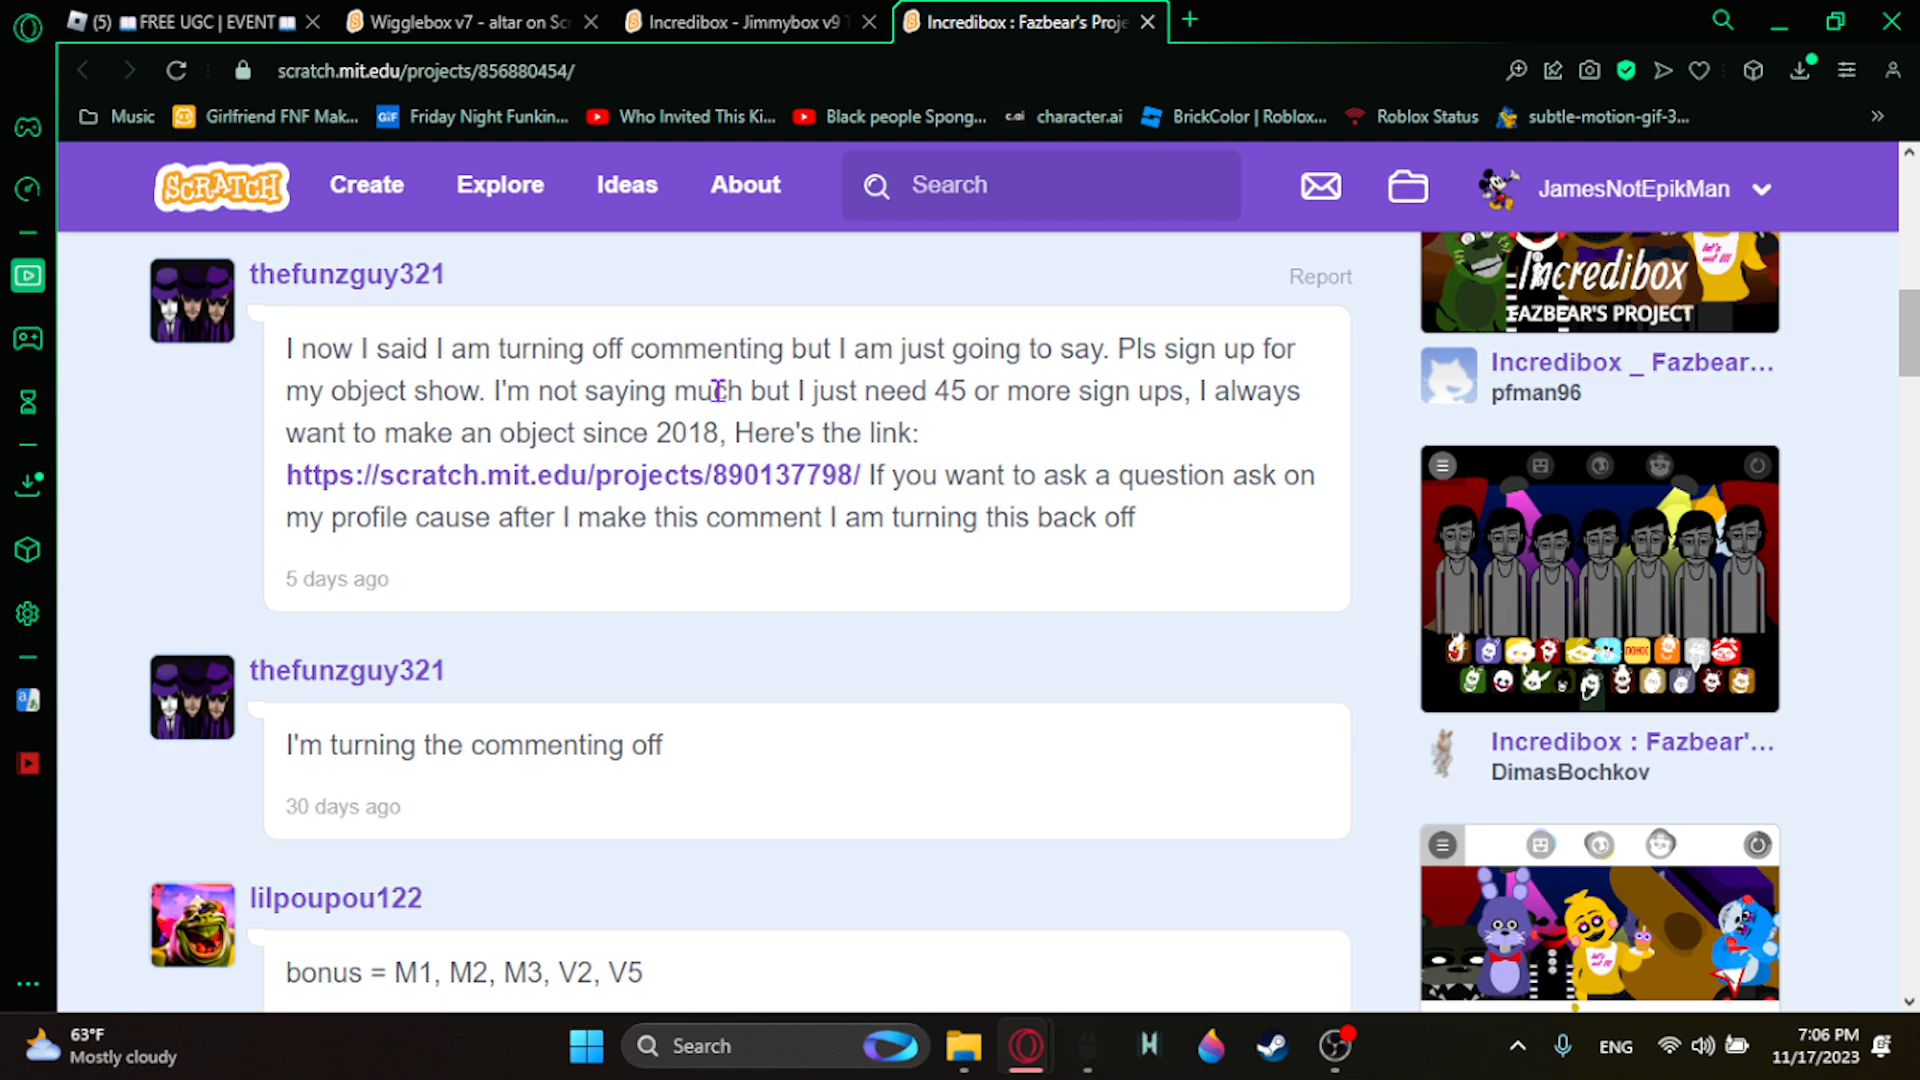 (5) FREE UGC | EVENT
Wigglebox v7 - altar on Sc
Incredibox - Jimmybox v9
Incredibox : Fazbear's Proje
scratch.mit.edu/projects/856880454/
Music
Girlfriend FNF Mak...
GIF
Friday Night Funkin...
Who Invited This Ki...
Black people Spong...
c.ai
character.ai
BrickColor | Roblox...
Roblox Status
subtle-motion-gif-3...
SCRATCH
Create
Explore
Ideas
About
Search
JamesNotEpikMan
thefunzguy321
Report
I now I said I am turning off commenting but I am just going to say. Pls sign up for
my object show. I'm not saying much but I just need 45 or more sign ups, I always
want to make an object since 2018, Here's the link:
https://scratch.mit.edu/projects/890137798/ If you want to ask a question ask on
my profile cause after I make this comment I am turning this back off
5 days ago
thefunzguy321
I'm turning the commenting off
30 days ago
lilpoupou122
bonus = M1, M2, M3, V2, V5
let's eat !!!
Incredibox
FAZBEAR'S PROJECT
Incredibox _ Fazbear...
pfman96
Incredibox : Fazbear'...
DimasBochkov
63°F
Mostly cloudy
Search
ENG
7:06 PM
11/17/2023